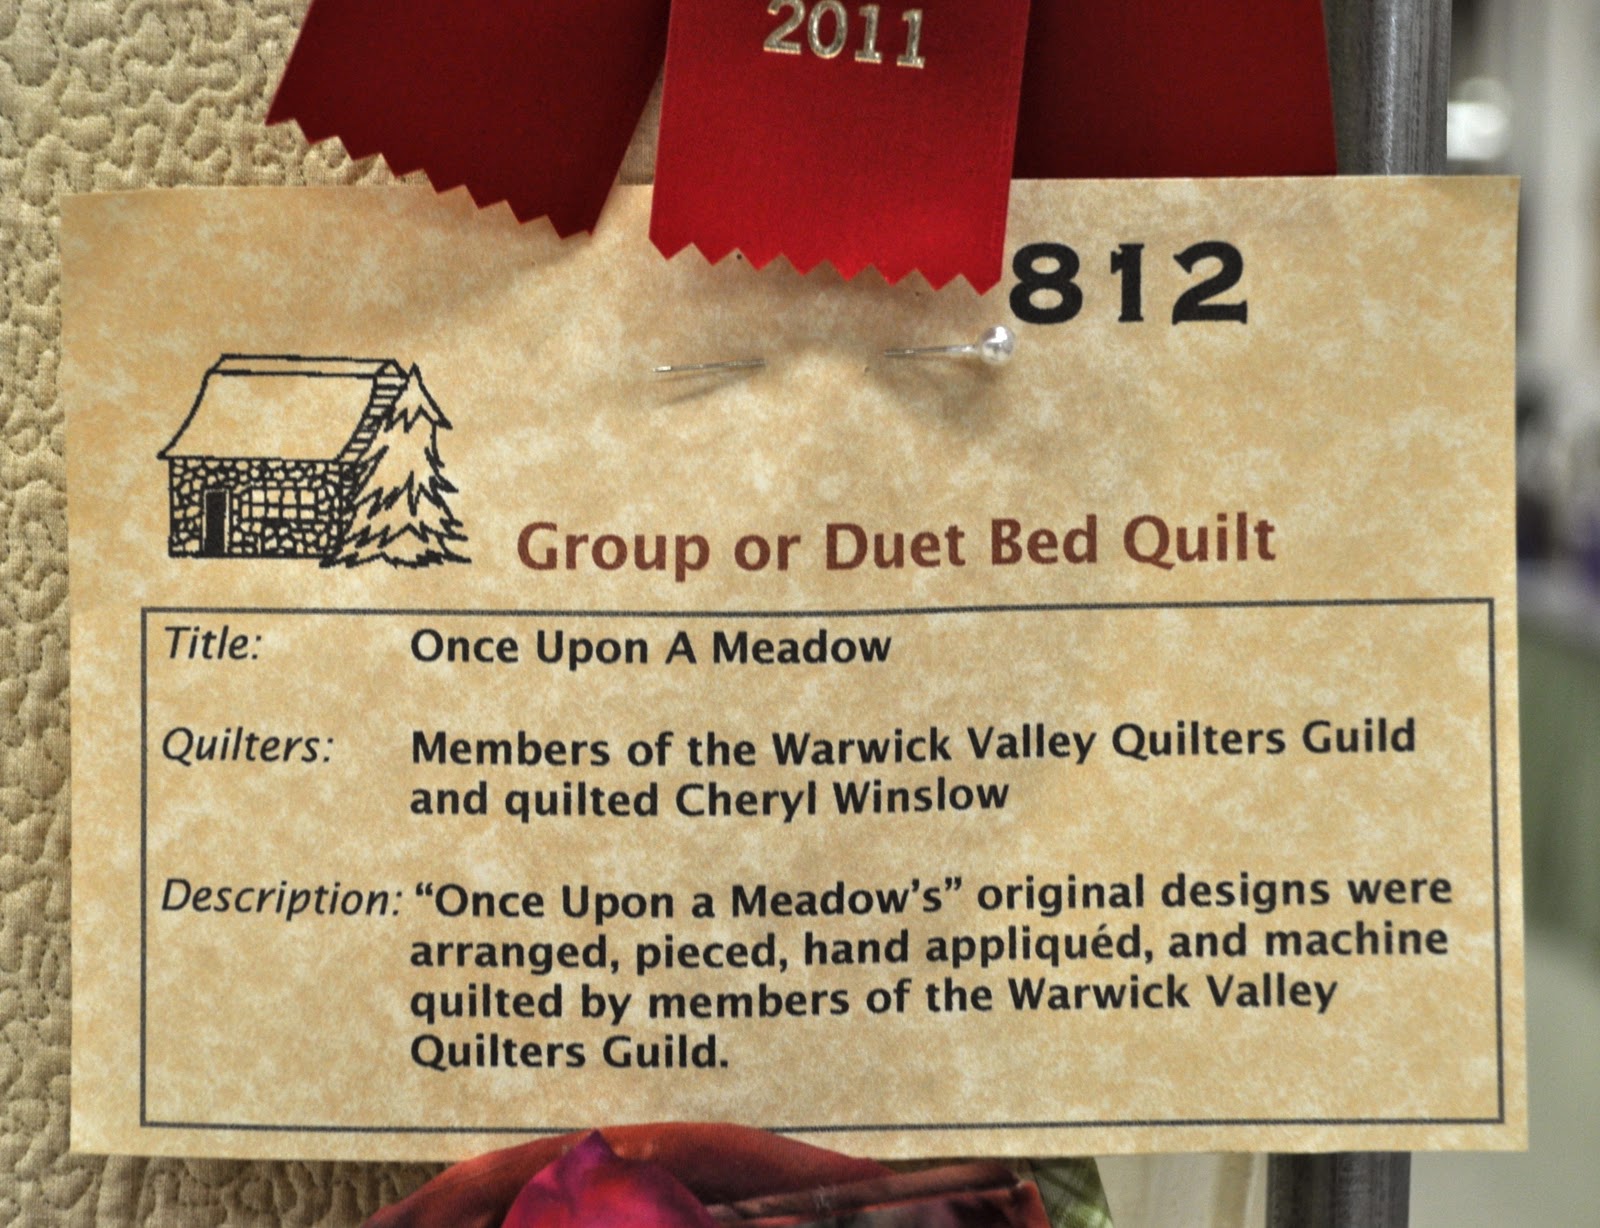 2011
812
Group or Duet Bed Quilt
Title: Once Upon A Meadow
Quilters: Members of the Warwick Valley Quilters Guild
and quilted Cheryl Winslow
Description: “Once Upon a Meadow’s” original designs were
arranged, pieced, hand appliquéd, and machine
quilted by members of the Warwick Valley
Quilters Guild.